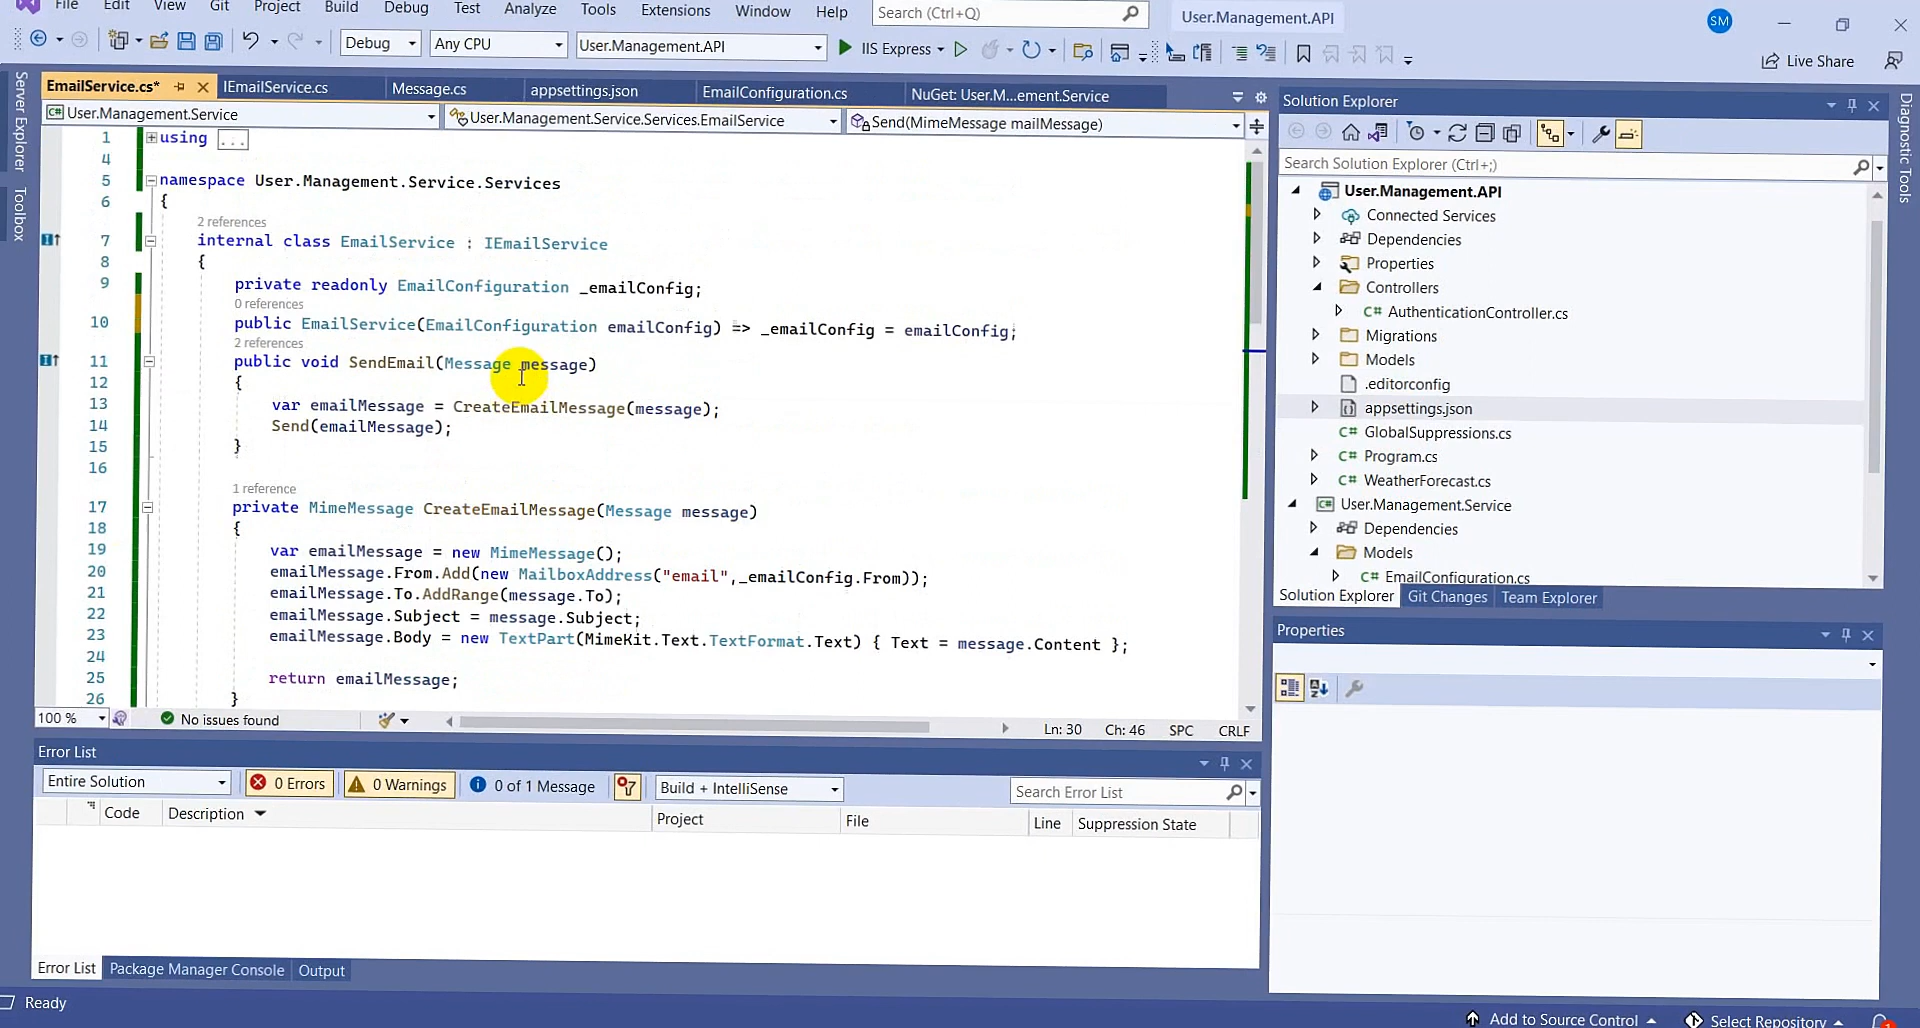 File Edit View Git Project Build Debug Test Analyze Tools Extensions Window Help Search (Ctrl+Q) User.Management.API SM
Debug Any CPU User.Management.API IIS Express Live Share
Server Explorer
Toolbox
EmailService.cs* IEmailService.cs Message.cs appsettings.json EmailConfiguration.cs NuGet: User.M...ement.Service
User.Management.Service User.Management.Service.Services.EmailService Send(MimeMessage mailMessage)
1 using ...
4
5 namespace User.Management.Service.Services
6 {
2 references
7 internal class EmailService : IEmailService
8 {
9 private readonly EmailConfiguration _emailConfig;
0 references
10 public EmailService(EmailConfiguration emailConfig) => _emailConfig = emailConfig;
2 references
11 public void SendEmail(Message message)
12 {
13 var emailMessage = CreateEmailMessage(message);
14 Send(emailMessage);
15 }
16
1 reference
17 private MimeMessage CreateEmailMessage(Message message)
18 {
19 var emailMessage = new MimeMessage();
20 emailMessage.From.Add(new MailboxAddress("email",_emailConfig.From));
21 emailMessage.To.AddRange(message.To);
22 emailMessage.Subject = message.Subject;
23 emailMessage.Body = new TextPart(MimeKit.Text.TextFormat.Text) { Text = message.Content };
24
25 return emailMessage;
26 }
100 % No issues found Ln: 30 Ch: 46 SPC CRLF
Error List
Entire Solution 0 Errors 0 Warnings 0 of 1 Message Build + IntelliSense Search Error List
Code Description Project File Line Suppression State
Error List Package Manager Console Output
Solution Explorer
Search Solution Explorer (Ctrl+;)
User.Management.API
Connected Services
Dependencies
Properties
Controllers
C# AuthenticationController.cs
Migrations
Models
.editorconfig
appsettings.json
C# GlobalSuppressions.cs
C# Program.cs
C# WeatherForecast.cs
C# User.Management.Service
Dependencies
Models
C# EmailConfiguration.cs
Solution Explorer Git Changes Team Explorer
Properties
Diagnostic Tools
Ready Add to Source Control Select Repository 1